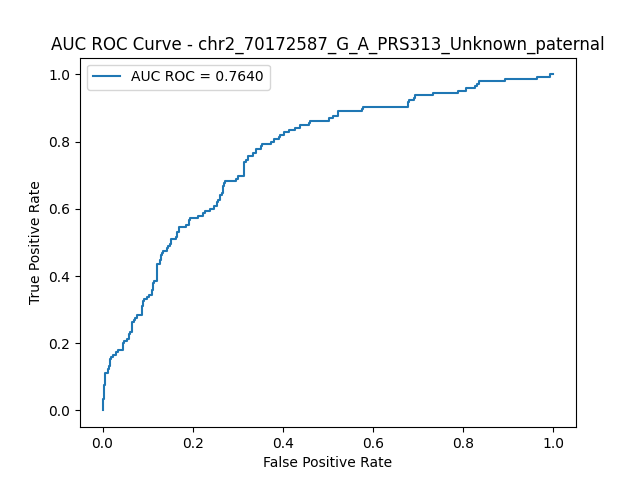 AUC ROC Curve - chr2_70172587_G_A_PRS313_Unknown_paternal
AUC ROC = 0.7640
1.0
0.8
0.6
0.4
0.2
0.0
True Positive Rate
0.0 0.2 0.4 0.6 0.8 1.0
False Positive Rate